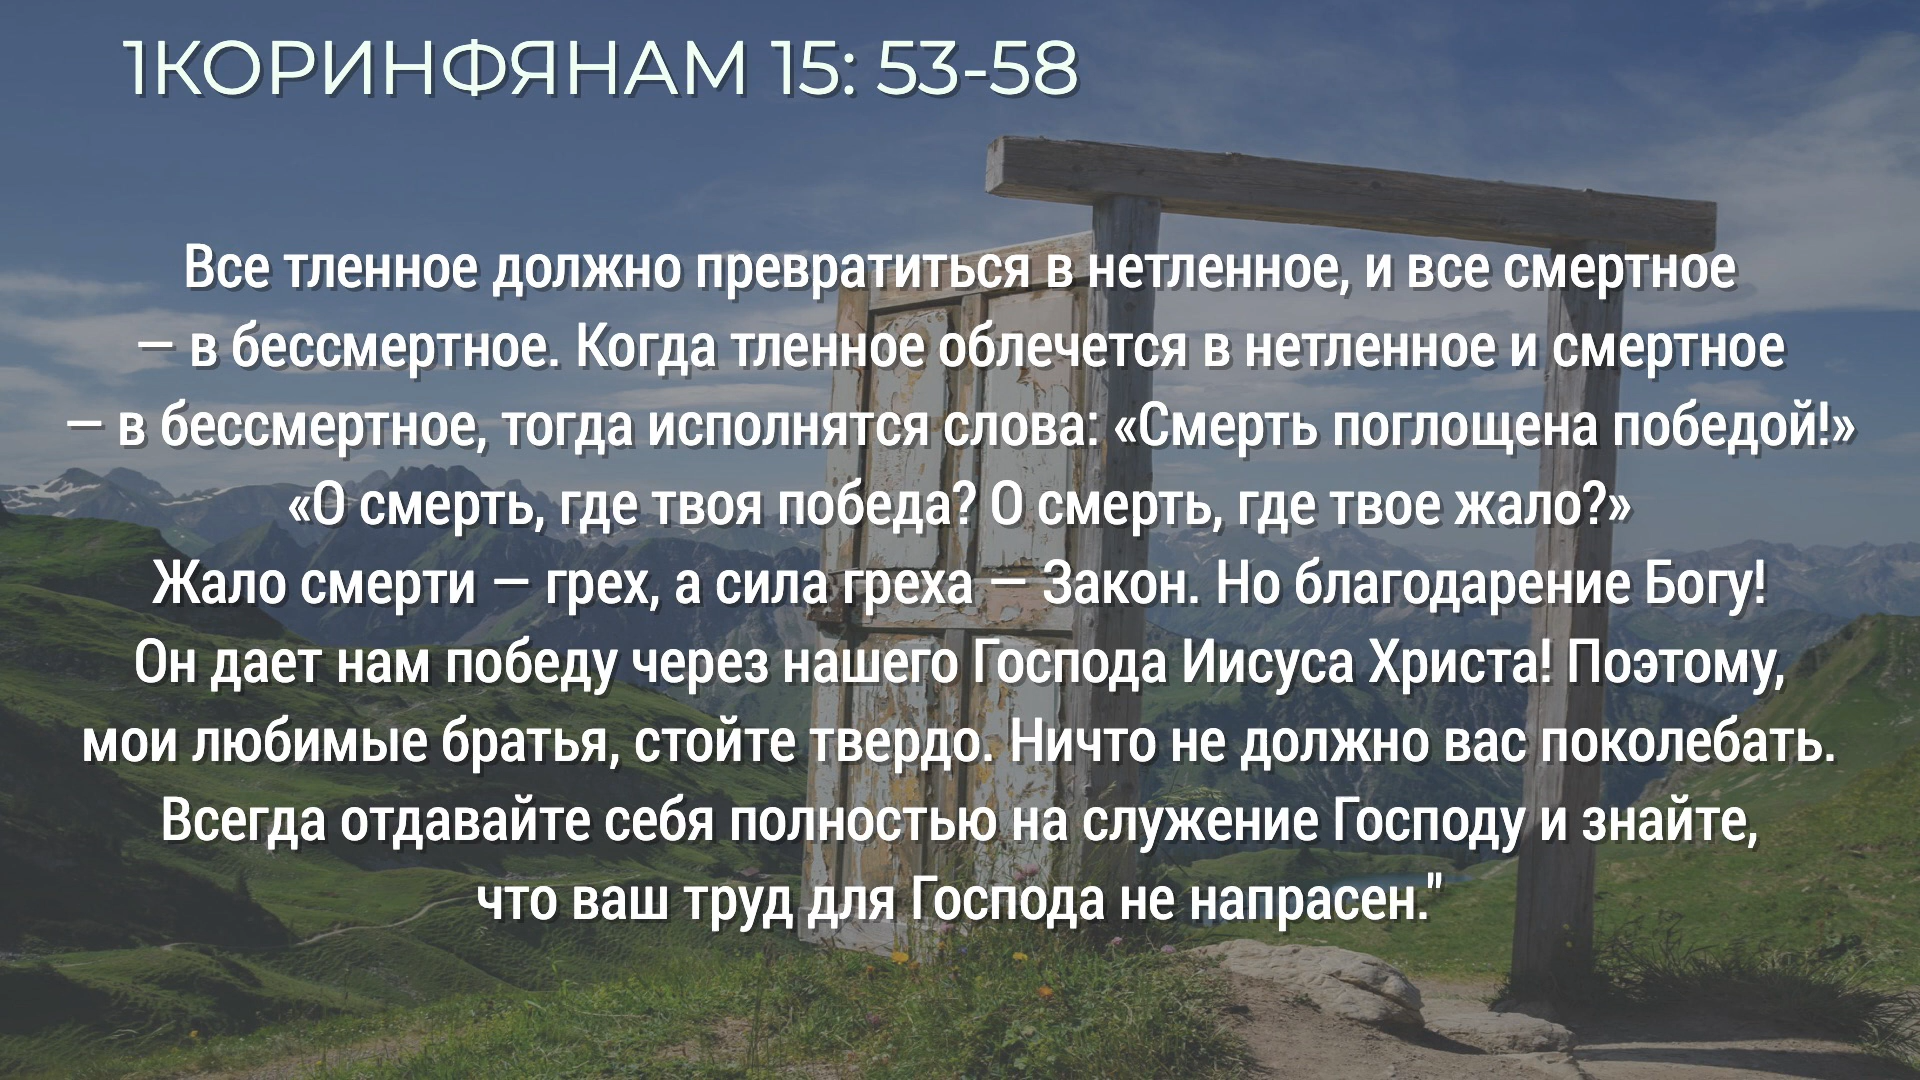 1КОРИНФЯНАМ 15: 53-58
Все тленное должно превратиться в нетленное, и все смертное
— в бессмертное. Когда тленное облечется в нетленное и смертное
— в бессмертное, тогда исполнятся слова: «Смерть поглощена победой!»
«О смерть, где твоя победа? О смерть, где твое жало?»
Жало смерти — грех, а сила греха — Закон. Но благодарение Богу!
Он дает нам победу через нашего Господа Иисуса Христа! Поэтому,
мои любимые братья, стойте твердо. Ничто не должно вас поколебать.
Всегда отдавайте себя полностью на служение Господу и знайте,
что ваш труд для Господа не напрасен."